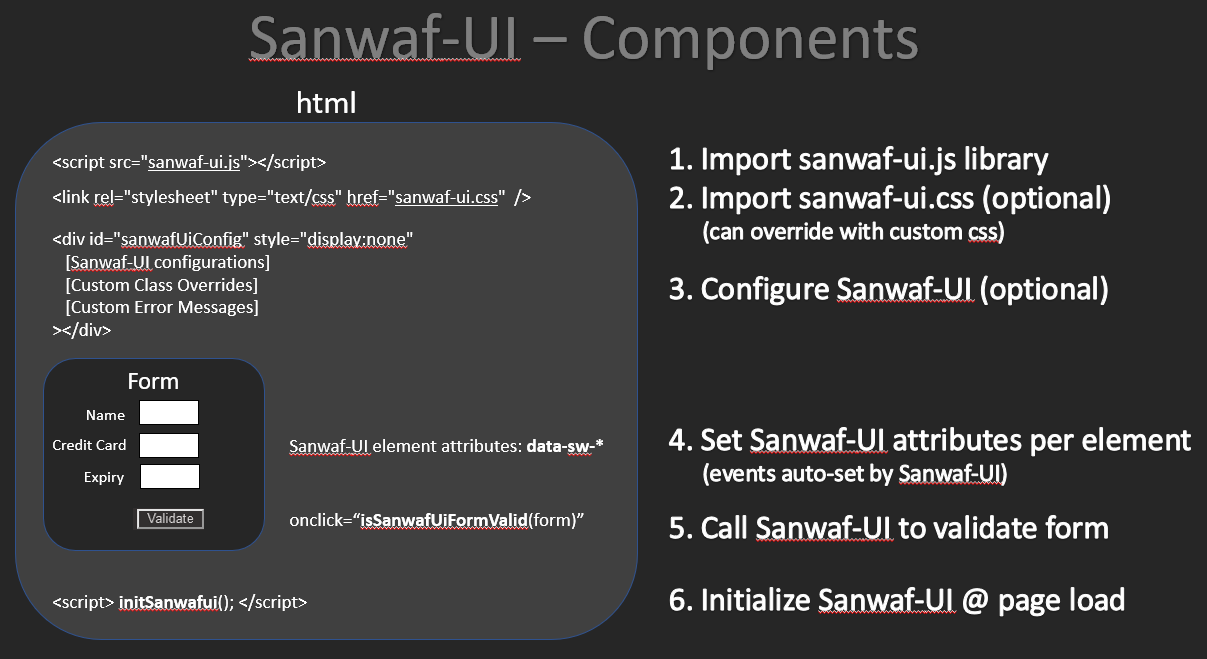 Sanwaf-UI – Components
html
<script src="sanwaf-ui.js"></script>
<link rel="stylesheet" type="text/css" href="sanwaf-ui.css" />
<div id="sanwafUiConfig" style="display:none"
[Sanwaf-UI configurations]
[Custom Class Overrides]
[Custom Error Messages]
></div>
Form
Name
Credit Card
Expiry
Validate
Sanwaf-UI element attributes: data-sw-*
onclick=“isSanwafUiFormValid(form)”
<script> initSanwafui(); </script>
1. Import sanwaf-ui.js library
2. Import sanwaf-ui.css (optional)
(can override with custom css)
3. Configure Sanwaf-UI (optional)
4. Set Sanwaf-UI attributes per element
(events auto-set by Sanwaf-UI)
5. Call Sanwaf-UI to validate form
6. Initialize Sanwaf-UI @ page load